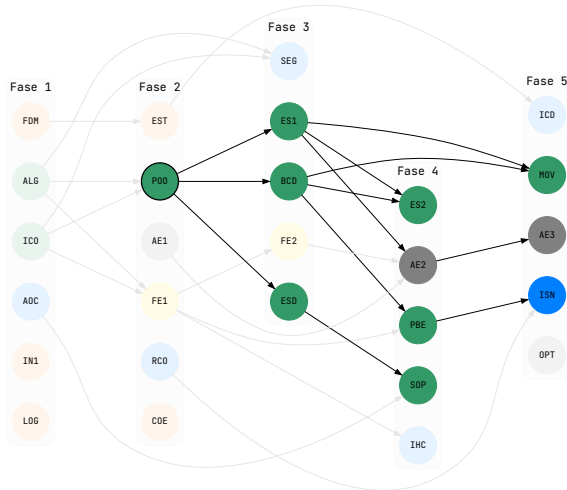 Fase 1
FDM
ALG
ICO
AOC
IN1
LOG
Fase 2
EST
POO
AE1
FE1
RCO
COE
Fase 3
SEG
ES1
BCD
FE2
ESD
Fase 4
ES2
AE2
PBE
SOP
IHC
Fase 5
ICD
MOV
AE3
ISN
OPT